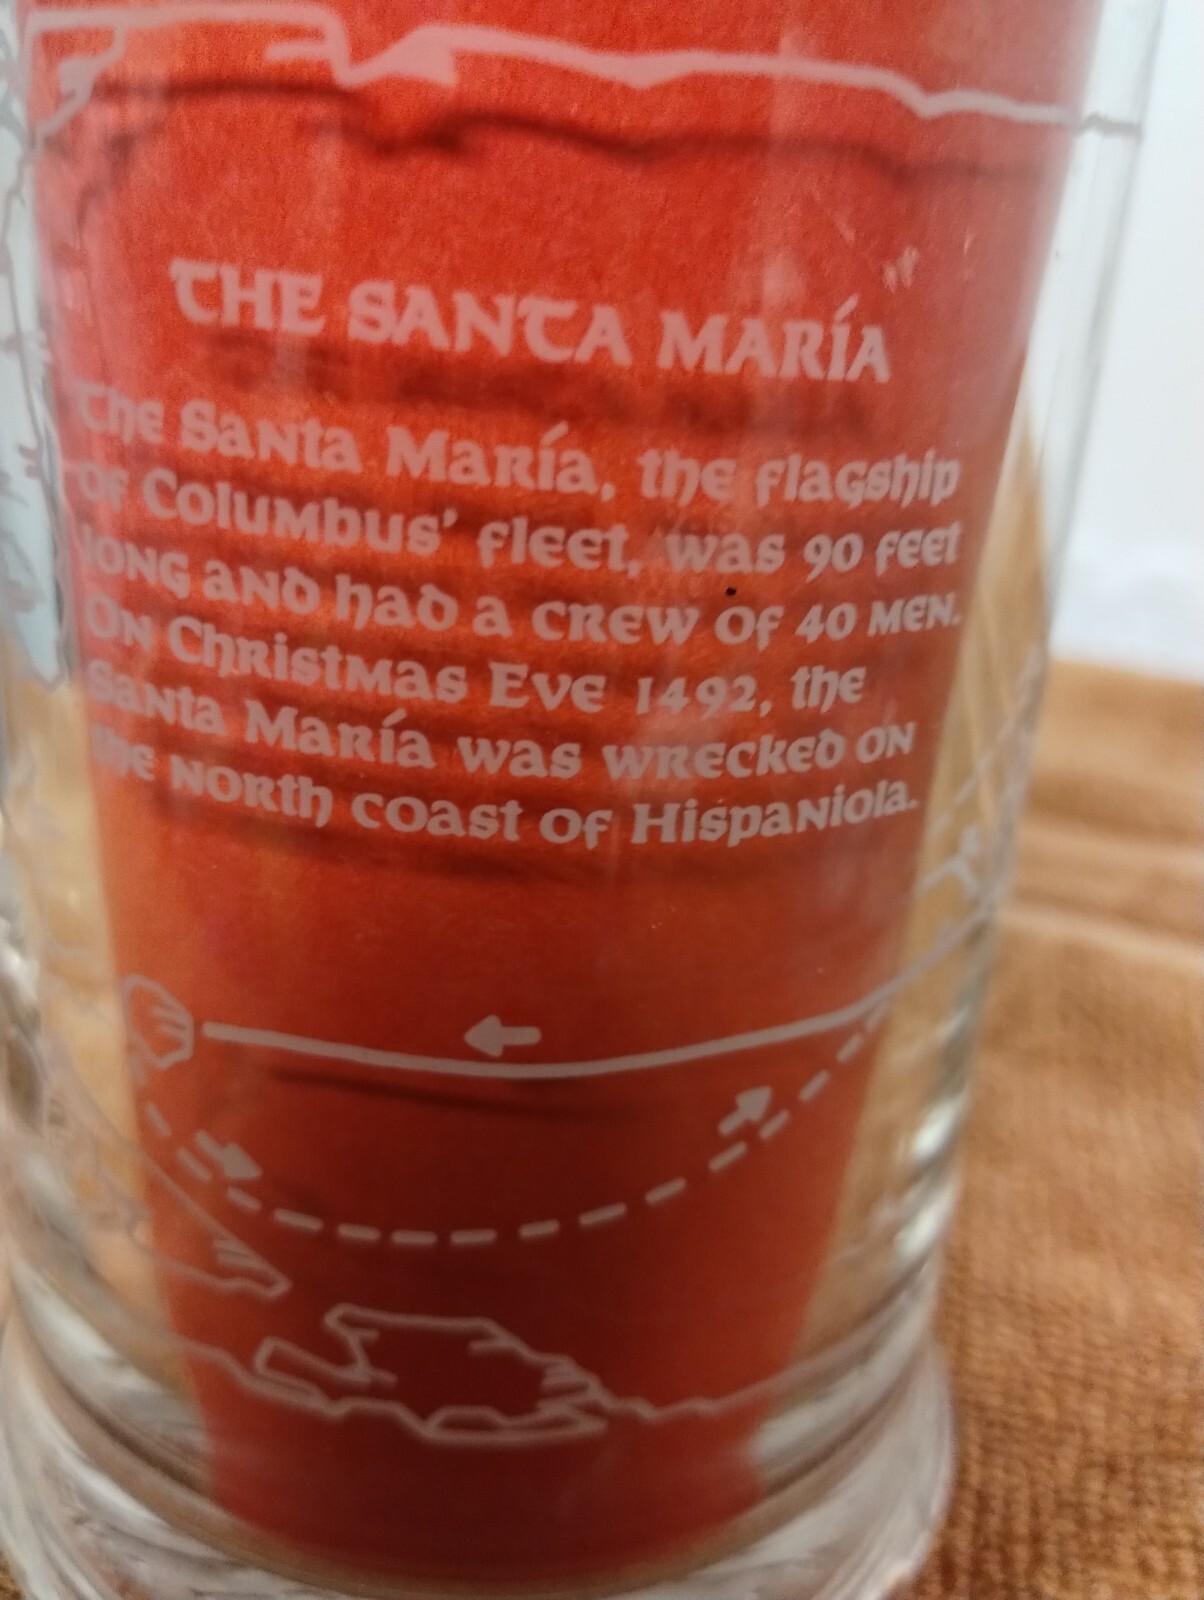 THE SANTA MARÍA
The Santa María, the flagship
of Columbus' fleet, was 90 feet
long and had a crew of 40 men.
On Christmas Eve 1492, the
Santa María was wrecked on
the north coast of Hispaniola.